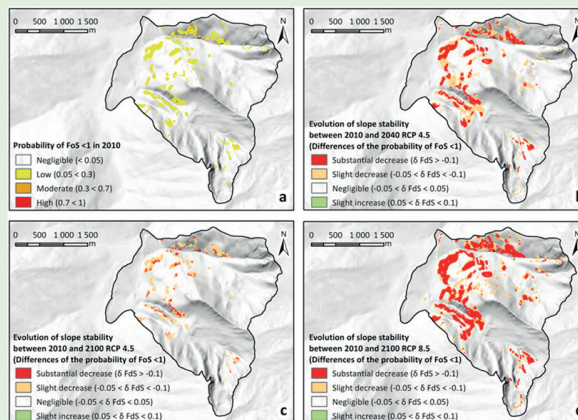 0 500 1 000 1 500
m
N
Probability of FoS <1 in 2010
Negligible (< 0.05)
Low (0.05 < 0.3)
Moderate (0.3 < 0.7)
High (0.7 < 1)
a
0 500 1 000 1 500
m
N
Evolution of slope stability
between 2010 and 2040 RCP 4.5
(Differences of the probability of FoS <1)
Substantial decrease (δ FdS > -0.1)
Slight decrease (-0.05 < δ FdS < -0.1)
Negligible (-0.05 < δ FdS < 0.05)
Slight increase (0.05 < δ FdS < 0.1)
0 500 1 000 1 500
m
N
Evolution of slope stability
between 2010 and 2100 RCP 4.5
(Differences of the probability of FoS <1)
Substantial decrease (δ FdS > -0.1)
Slight decrease (-0.05 < δ FdS < -0.1)
Negligible (-0.05 < δ FdS < 0.05)
Slight increase (0.05 < δ FdS < 0.1)
c
0 500 1 000 1 500
m
N
Evolution of slope stability
between 2010 and 2100 RCP 8.5
(Differences of the probability of FoS <1)
Substantial decrease (δ FdS > -0.1)
Slight decrease (-0.05 < δ FdS < -0.1)
Negligible (-0.05 < δ FdS < 0.05)
Slight increase (0.05 < δ FdS < 0.1)